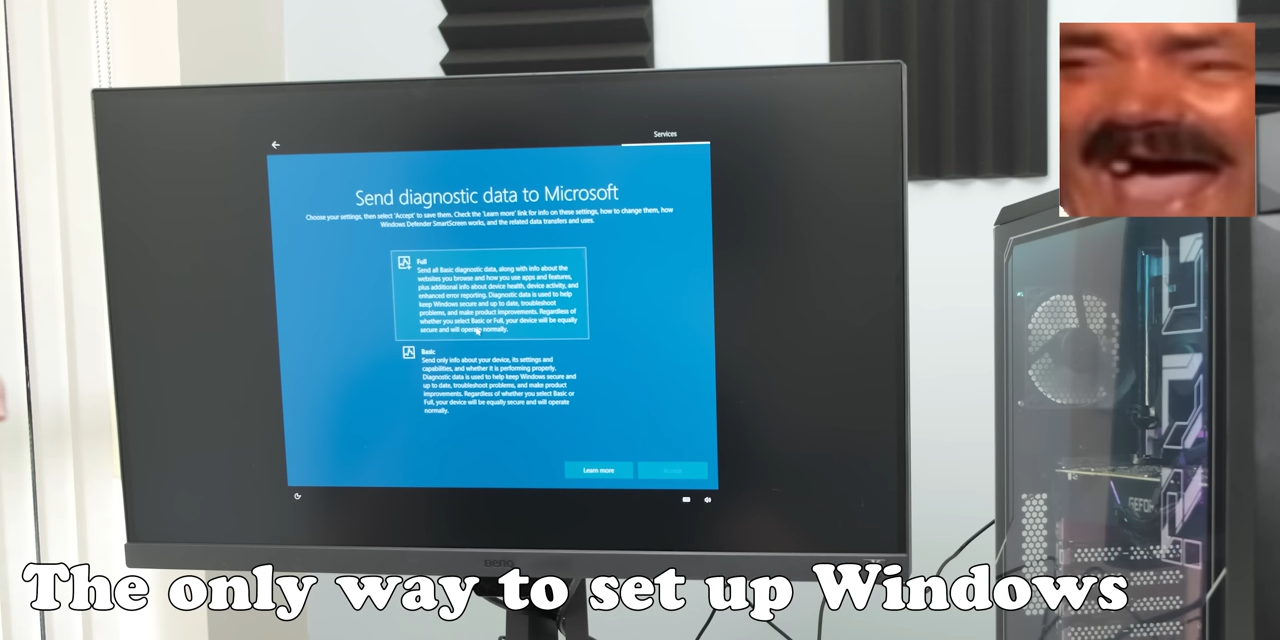 Services
Send diagnostic data to Microsoft
Choose your settings, then select 'Accept' to save them. Check the 'Learn more' link for info on these settings, how to change them, how
Windows Defender SmartScreen works, and the related data transfers and uses.
Full
Send all Basic diagnostic data, along with info about the
websites you browse and how you use apps and features,
plus additional info about device health, device activity, and
enhanced error reporting. Diagnostic data is used to help
keep Windows secure and up to date, troubleshoot
problems, and make product improvements. Regardless of
whether you select Basic or Full, your device will be equally
secure and will operate normally.
Basic
Send only info about your device, its settings and
capabilities, and whether it is performing properly.
Diagnostic data is used to help keep Windows secure and
up to date, troubleshoot problems, and make product
improvements. Regardless of whether you select Basic or
Full, your device will be equally secure and will operate
normally.
Learn more
Accept
GEFOR
BenQ
The only way to set up Windows